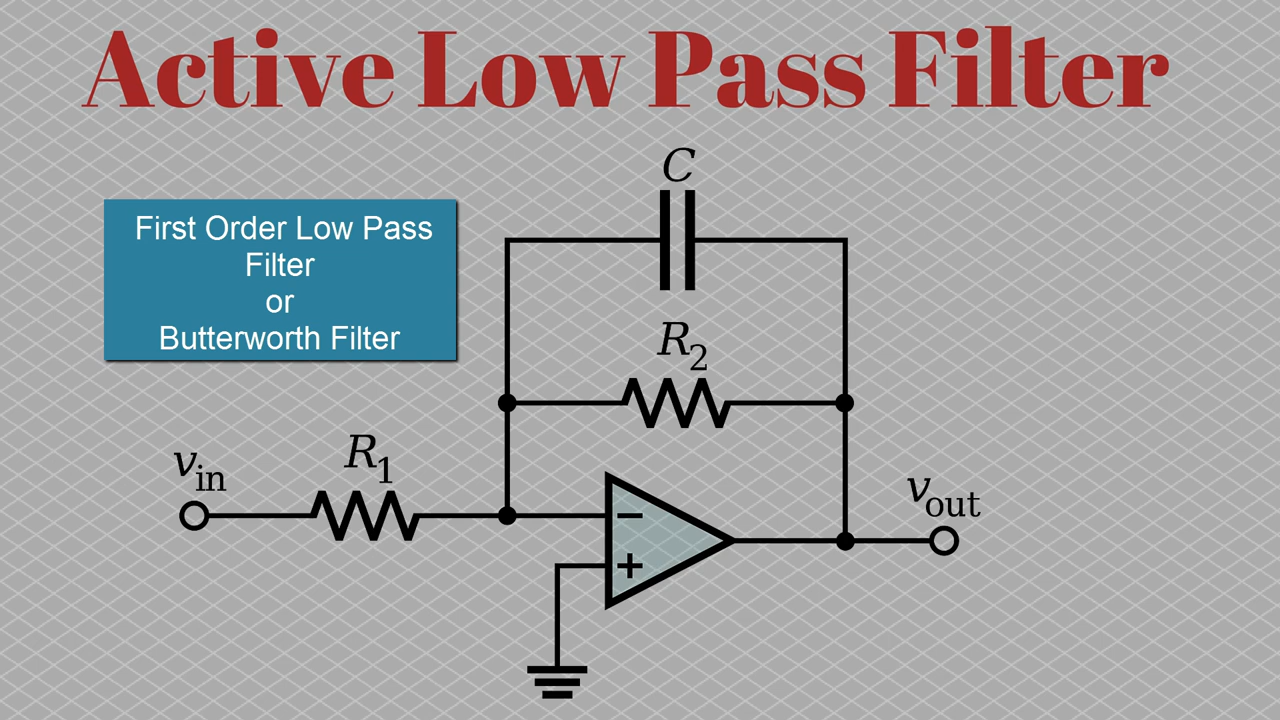 Active Low Pass Filter
C
First Order Low Pass
Filter
or
Butterworth Filter
R2
R1
vin
vout
−
+